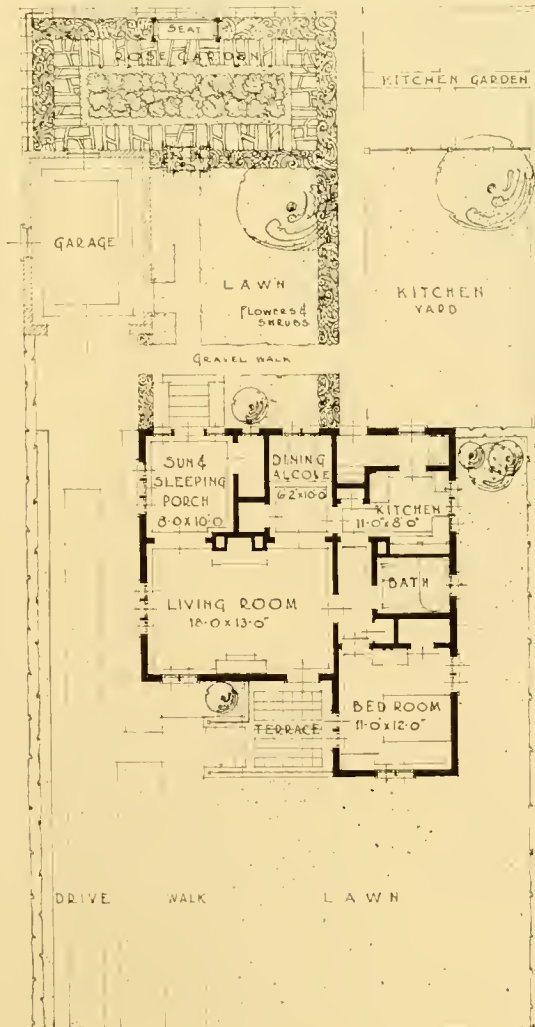 SEAT
ROSE GARDEN
KITCHEN GARDEN
GARAGE
LAWN
FLOWERS &
SHRUBS
KITCHEN
YARD
GRAVEL WALK
SUN &
SLEEPING
PORCH
8-0 X 10'-0
DINING
ALCOVE
6'2" x 10'-0
KITCHEN
11'-0" x 8'-0"
BATH
LIVING ROOM
18-0 x 13-0"
BED ROOM
11-0" x 12-0"
TERRACE
DRIVE
WALK
LAWN